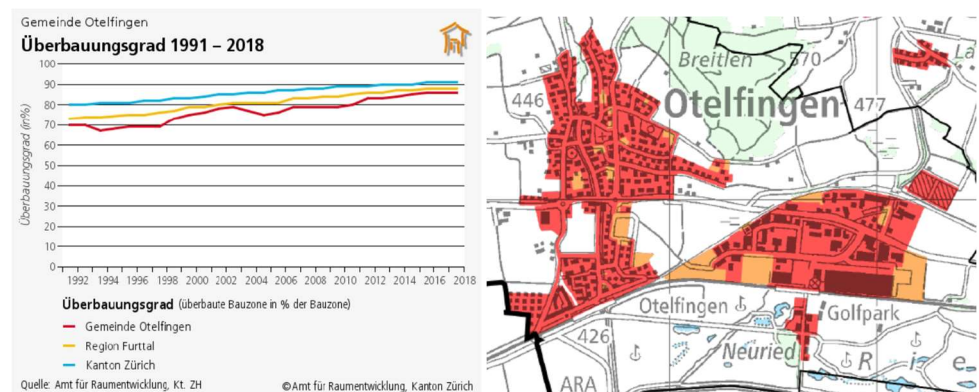 Gemeinde Otelfingen
Überbauungsgrad 1991 – 2018
Überbauungsgrad (in%)
100
90
80
70
60
50
40
30
20
10
0
1992 1994 1996 1998 2000 2002 2004 2006 2008 2010 2012 2014 2016 2018
Überbauungsgrad (überbaute Bauzone in % der Bauzone)
Gemeinde Otelfingen
Region Furttal
Kanton Zürich
Quelle: Amt für Raumentwicklung, Kt. ZH
© Amt für Raumentwicklung, Kanton Zürich
Breitlen
570
La
446
Otelfingen
477
Otelfingen
Golfpark
426
Neuried
R i e
ARA